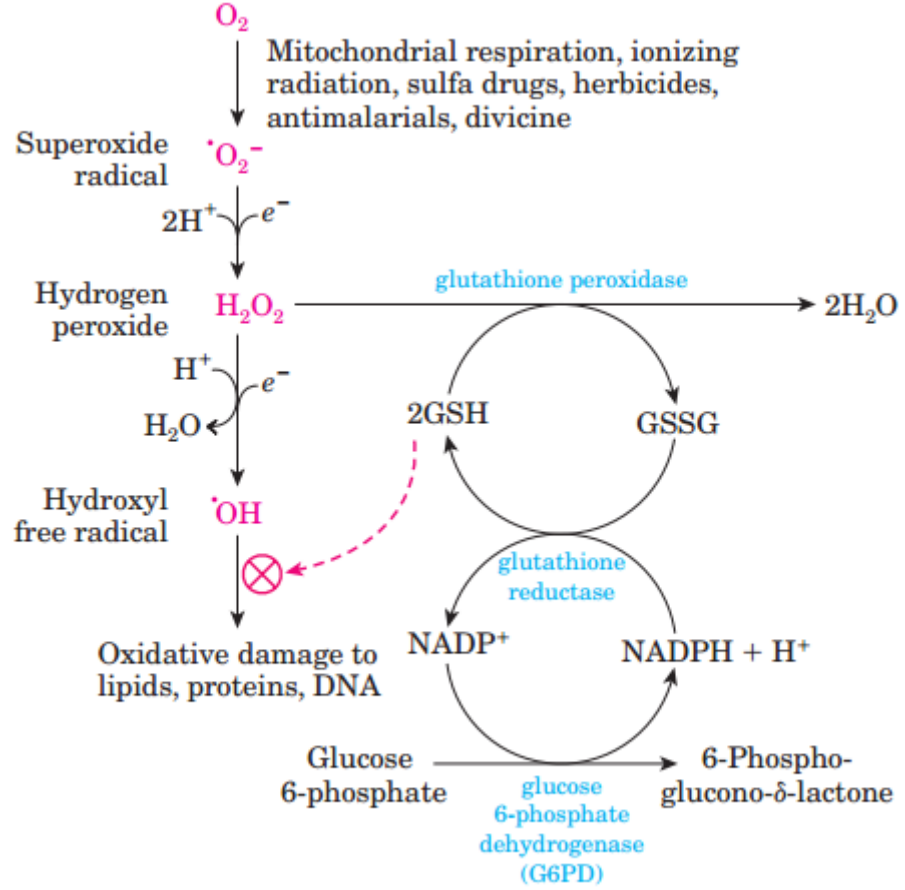 O₂
Mitochondrial respiration, ionizing
radiation, sulfa drugs, herbicides,
antimalarials, divicine
Superoxide
radical
˙O₂⁻
2H⁺
e⁻
Hydrogen
peroxide
H₂O₂
glutathione peroxidase
2H₂O
H⁺
e⁻
H₂O
2GSH
GSSG
Hydroxyl
free radical
˙OH
glutathione
reductase
Oxidative damage to
lipids, proteins, DNA
NADP⁺
NADPH + H⁺
Glucose
6-phosphate
glucose
6-phosphate
dehydrogenase
(G6PD)
6-Phospho-
glucono-δ-lactone